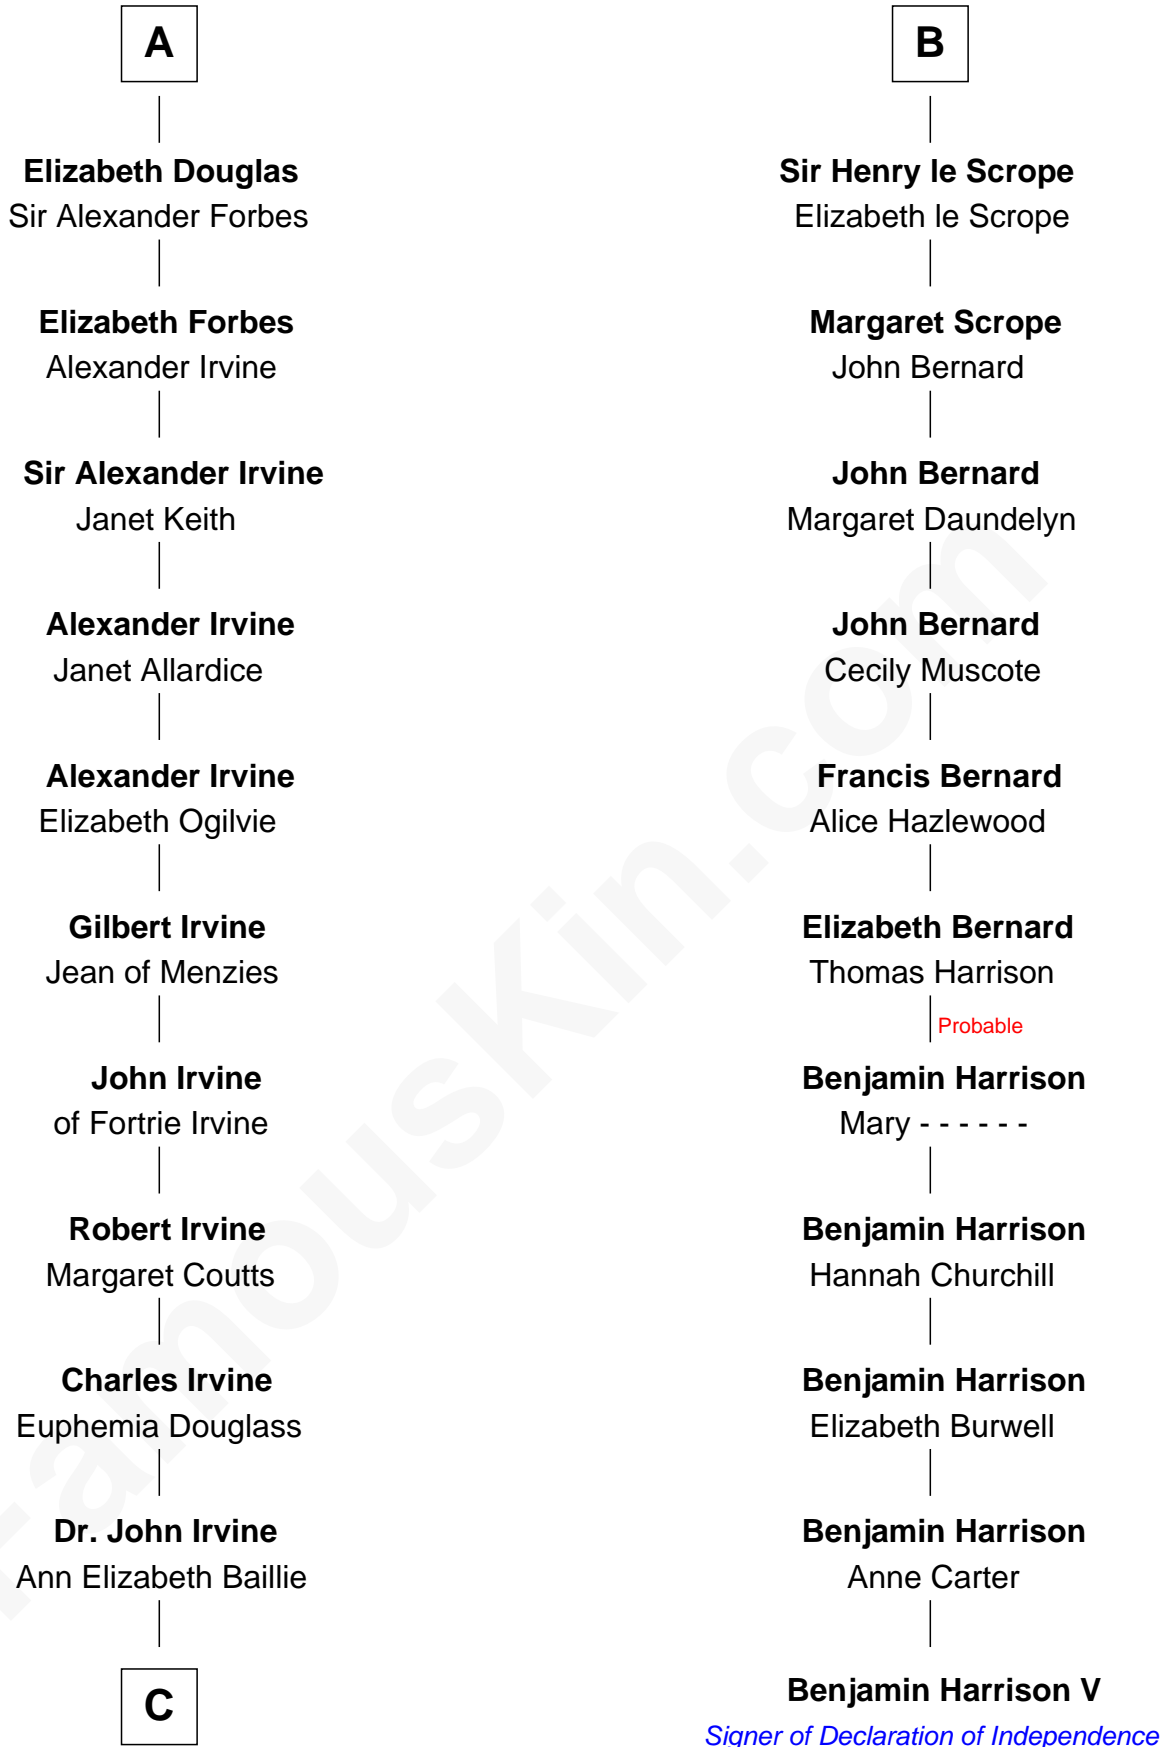 A
Elizabeth Douglas
Sir Alexander Forbes
Elizabeth Forbes
Alexander Irvine
Sir Alexander Irvine
Janet Keith
Alexander Irvine
Janet Allardice
Alexander Irvine
Elizabeth Ogilvie
Gilbert Irvine
Jean of Menzies
John Irvine
of Fortrie Irvine
Robert Irvine
Margaret Coutts
Charles Irvine
Euphemia Douglass
Dr. John Irvine
Ann Elizabeth Baillie
C
B
Sir Henry le Scrope
Elizabeth le Scrope
Margaret Scrope
John Bernard
John Bernard
Margaret Daundelyn
John Bernard
Cecily Muscote
Francis Bernard
Alice Hazlewood
Elizabeth Bernard
Thomas Harrison
Probable
Benjamin Harrison
Mary - - - - - -
Benjamin Harrison
Hannah Churchill
Benjamin Harrison
Elizabeth Burwell
Benjamin Harrison
Anne Carter
Benjamin Harrison V
Signer of Declaration of Independence
FamousKin.com